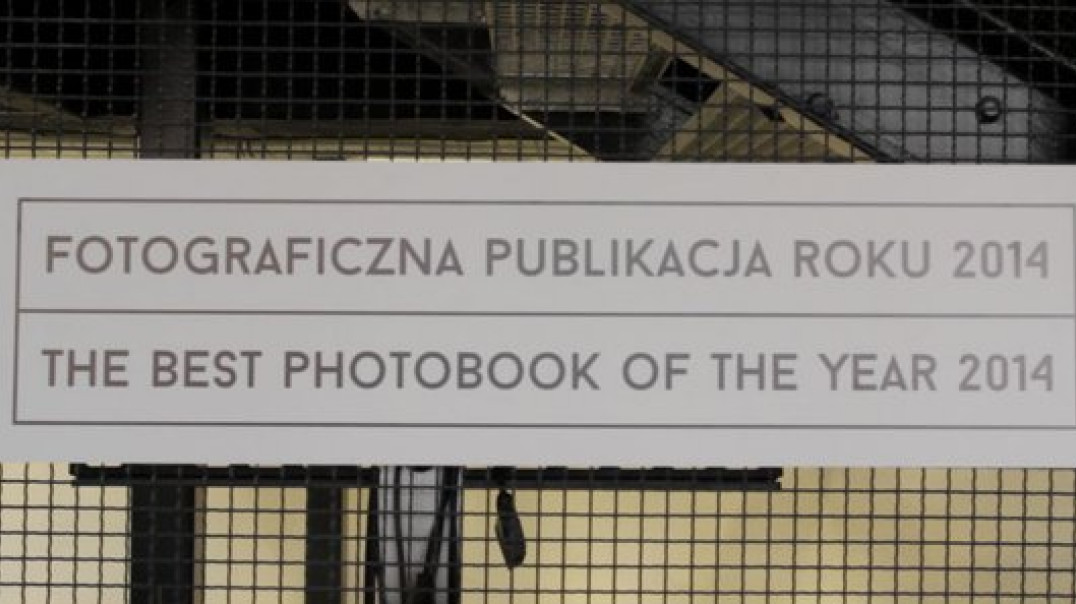 FOTOGRAFICZNA PUBLIKACJA ROKU 2014
THE BEST PHOTOBOOK OF THE YEAR 2014